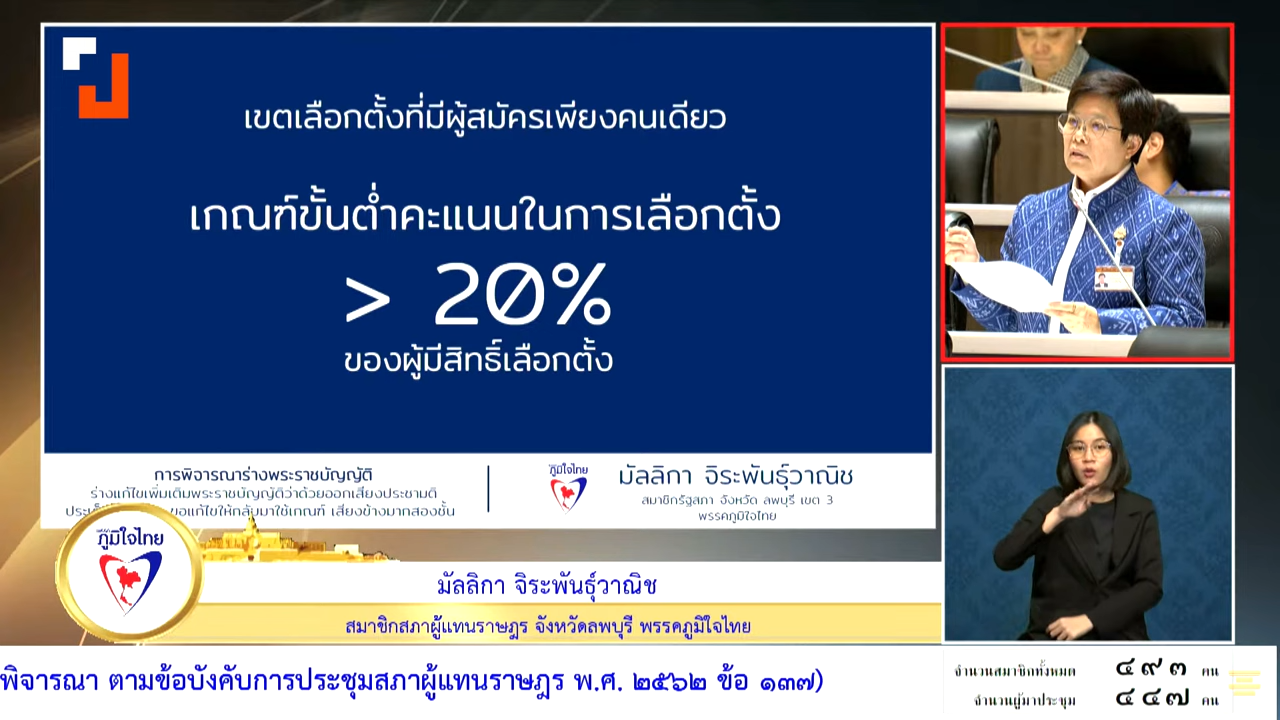 เขตเลือกตั้งที่มีผู้สมัครเพียงคนเดียว
เกณฑ์ขั้นต่ำคะแนนในการเลือกตั้ง
> 20%
ของผู้มีสิทธิ์เลือกตั้ง
การพิจารณาร่างพระราชบัญญัติ
ร่างแก้ไขเพิ่มเติมพระราชบัญญัติว่าด้วยออกเสียงประชามติ
ขอแก้ไขให้กลับมาใช้เกณฑ์ เสียงข้างมากสองชั้น
ภูมิใจไทย
มัลลิกา จิระพันธุ์วาณิช
สมาชิกรัฐสภา จังหวัด ลพบุรี เขต 3
พรรคภูมิใจไทย
ภูมิใจไทย
มัลลิกา จิระพันธุ์วาณิช
สมาชิกสภาผู้แทนราษฎร จังหวัดลพบุรี พรรคภูมิใจไทย
พิจารณา ตามข้อบังคับการประชุมสภาผู้แทนราษฎร พ.ศ. ๒๕๖๒ ข้อ ๑๓๗)
จำนวนสมาชิกทั้งหมด ๔๙๓ คน
จำนวนผู้มาประชุม ๔๔๗ คน